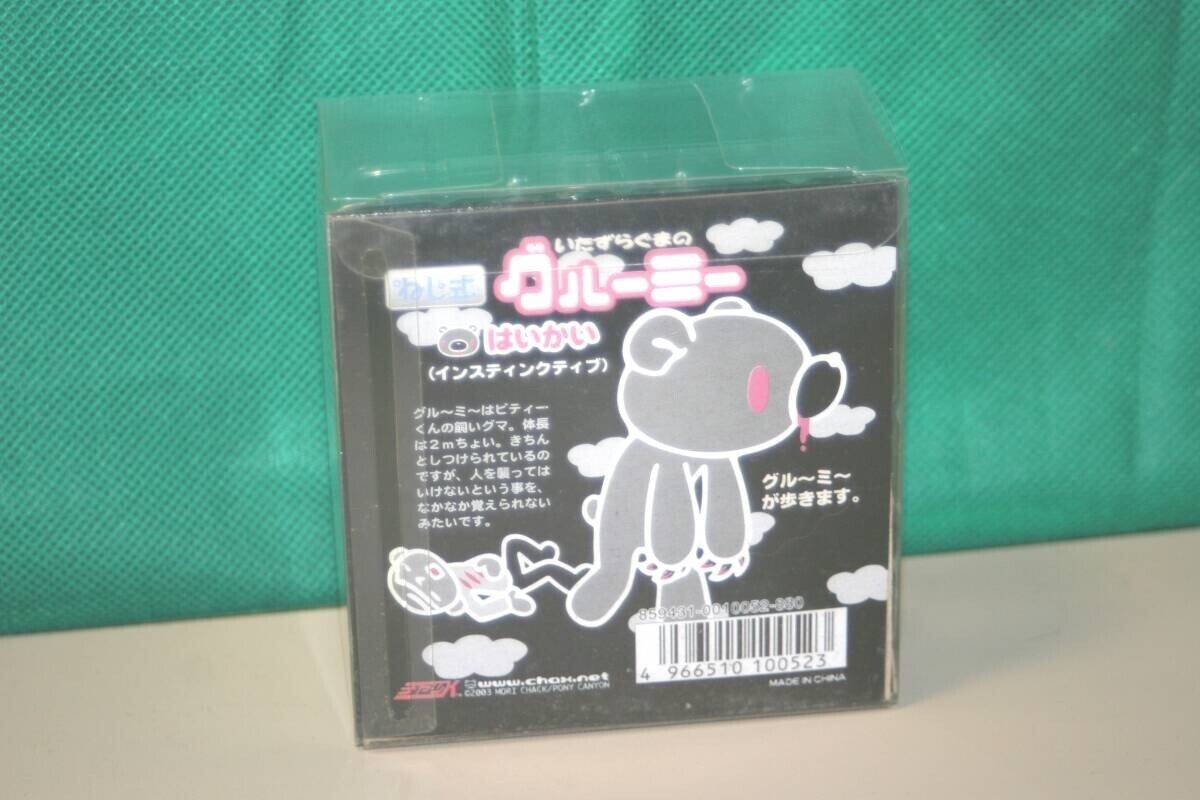 いたずらぐまの
グル～ミ～
ねじ式
はいかい
(インスティンクティブ)
グル～ミ～はピティー
くんの飼いグマ。体長
は2mちょい。きちん
としつけられているの
ですが、人を襲っては
いけないという事を、
なかなか覚えられない
みたいです。
グル～ミ～
が歩きます。
859431-0010052-880
4 966510 100523
MADE IN CHINA
www.chax.net
©2003 MORI CHACK/PONY CANYON